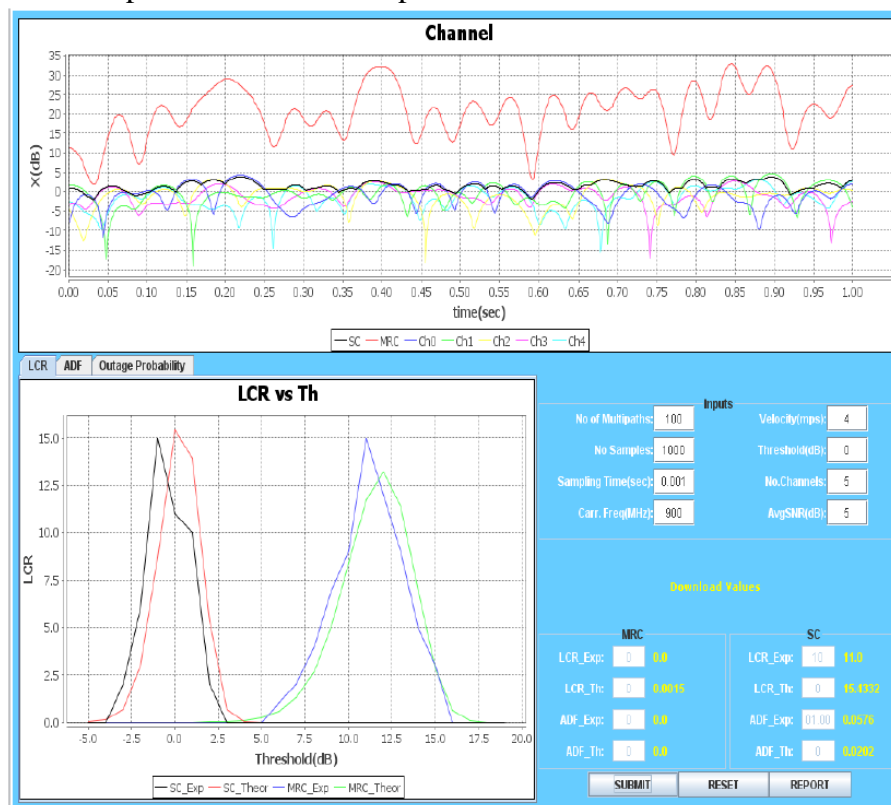 Channel
35
30
25
20
15
10
5
0
-5
-10
-15
-20
X(dB)
0.00 0.05 0.10 0.15 0.20 0.25 0.30 0.35 0.40 0.45 0.50 0.55 0.60 0.65 0.70 0.75 0.80 0.85 0.90 0.95 1.00
time(sec)
SC MRC Ch0 Ch1 Ch2 Ch3 Ch4
LCR ADF Outage Probability
LCR vs Th
15.0
12.5
10.0
7.5
5.0
2.5
0.0
LCR
-5.0 -2.5 0.0 2.5 5.0 7.5 10.0 12.5 15.0 17.5 20.0
Threshold(dB)
SC_Exp SC_Theor MRC_Exp MRC_Theor
Inputs
No of Multipaths: 100 Velocity(mps): 4
No Samples: 1000 Threshold(dB): 0
Sampling Time(sec): 0.001 No.Channels: 5
Carr. Freq(MHz): 900 AvgSNR(dB): 5
Download Values
MRC
LCR_Exp: 0 0.0
LCR_Th: 0 0.0015
ADF_Exp: 0 0.0
ADF_Th: 0 0.0
SC
LCR_Exp: 10 11.0
LCR_Th: 0 15.4332
ADF_Exp: 01.00 0.0576
ADF_Th: 0 0.0202
SUBMIT RESET REPORT